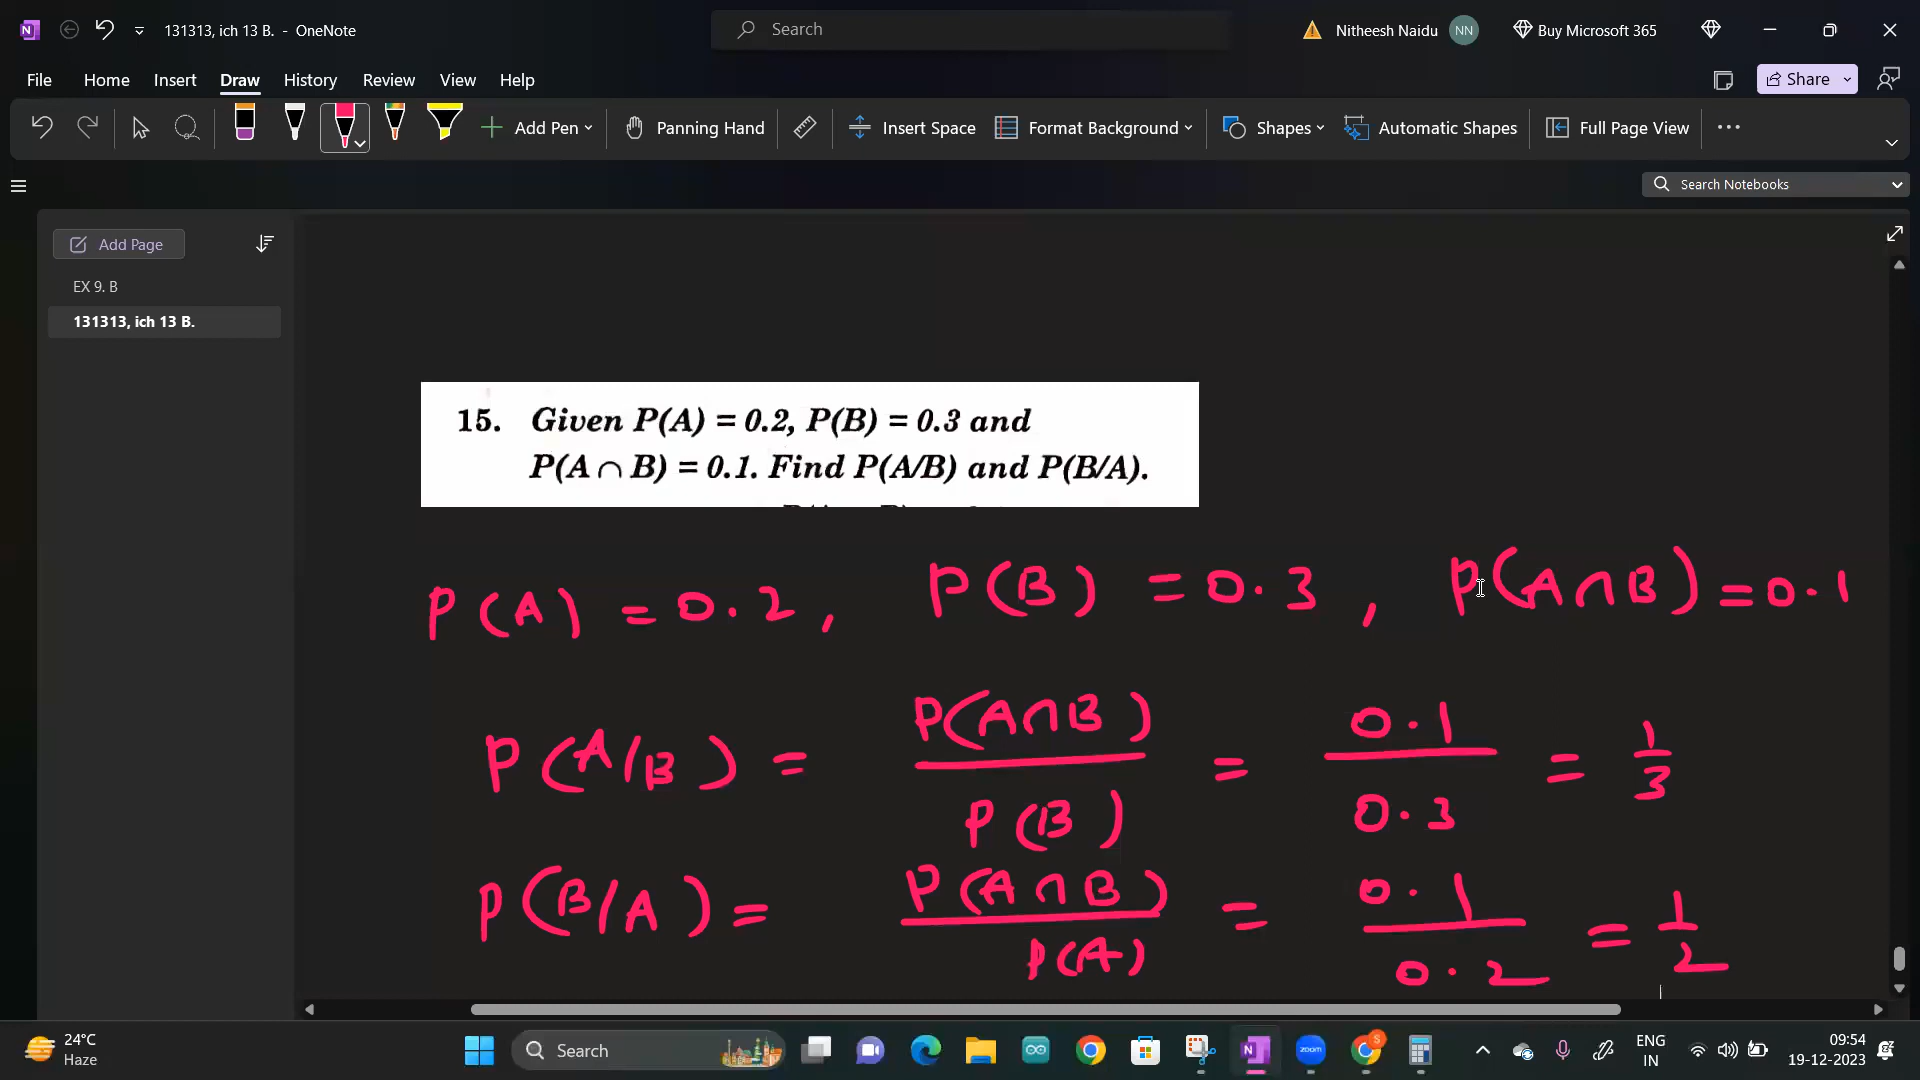 131313, ich 13 B. - OneNote
Search
Nitheesh Naidu NN
Buy Microsoft 365
File Home Insert Draw History Review View Help
Share
Add Pen
Panning Hand
Insert Space
Format Background
Shapes
Automatic Shapes
Full Page View
Search Notebooks
Add Page
EX 9. B
131313, ich 13 B.
15. Given P(A) = 0.2, P(B) = 0.3 and
P(A ∩ B) = 0.1. Find P(A/B) and P(B/A).
P(A) = 0.2, P(B) = 0.3, P(A∩B) = 0.1
P(A/B) = P(A∩B) / P(B) = 0.1 / 0.3 = 1/3
P(B/A) = P(A∩B) / P(A) = 0.1 / 0.2 = 1/2
24°C
Haze
Search
zoom
S
ENG
IN
09:54
19-12-2023